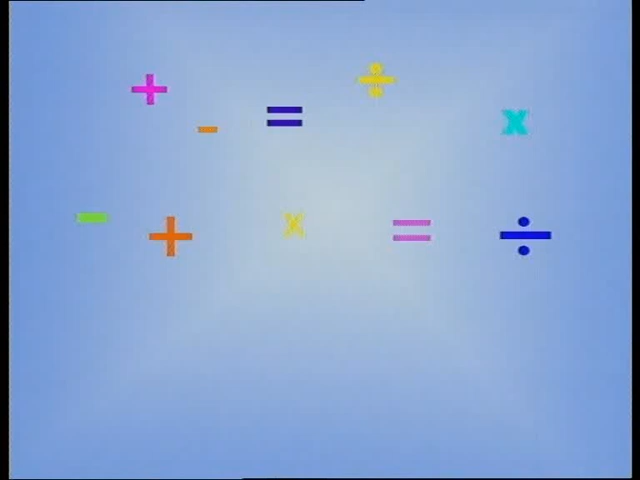 + - = ÷ x
- + x = ÷